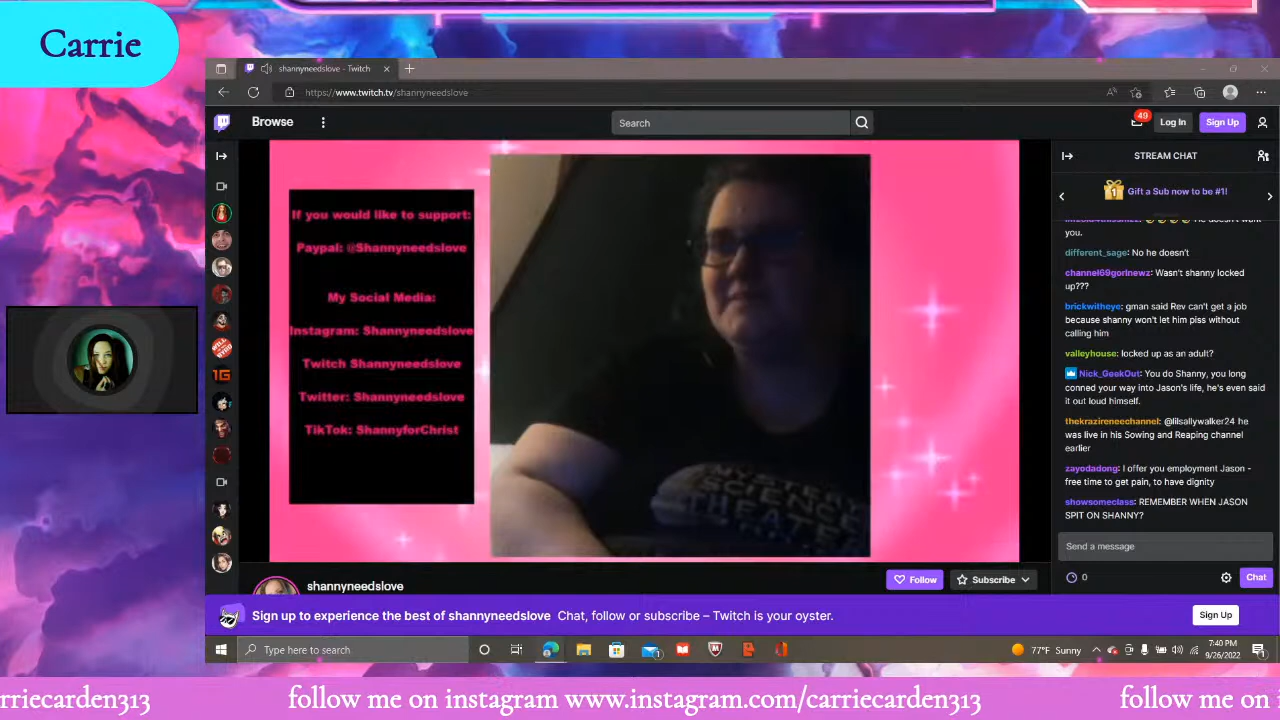 Carrie
shannyneedslove - Twitch
https://www.twitch.tv/shannyneedslove
Browse
Search
49
Log In
Sign Up
STREAM CHAT
Gift a Sub now to be #1!
If you would like to support:
Paypal: @Shannyneedslove
My Social Media:
Instagram: Shannyneedslove
Twitch Shannyneedslove
Twitter: Shannyneedslove
TikTok: ShannyforChrist
MYSTERY
SCIENCE
THEATER
you.
different_sage: No he doesn't
channel69gorlnewz: Wasn't shanny locked
up???
brickwitheye: gman said Rev can't get a job
because shanny won't let him piss without
calling him
valleyhouse: locked up as an adult?
Nick_GeekOut: You do Shanny, you long
conned your way into Jason's life, he's even said
it out loud himself.
thekrazireneechannel: @lilsallywalker24 he
was live in his Sowing and Reaping channel
earlier
zayodadong: I offer you employment Jason -
free time to get pain, to have dignity
showsomeclass: REMEMBER WHEN JASON
SPIT ON SHANNY?
Send a message
0
Chat
shannyneedslove
Follow
Subscribe
Sign up to experience the best of shannyneedslove Chat, follow or subscribe – Twitch is your oyster.
Sign Up
Type here to search
77°F Sunny
7:40 PM
9/26/2022
rriecarden313 follow me on instagram www.instagram.com/carriecarden313 follow me on